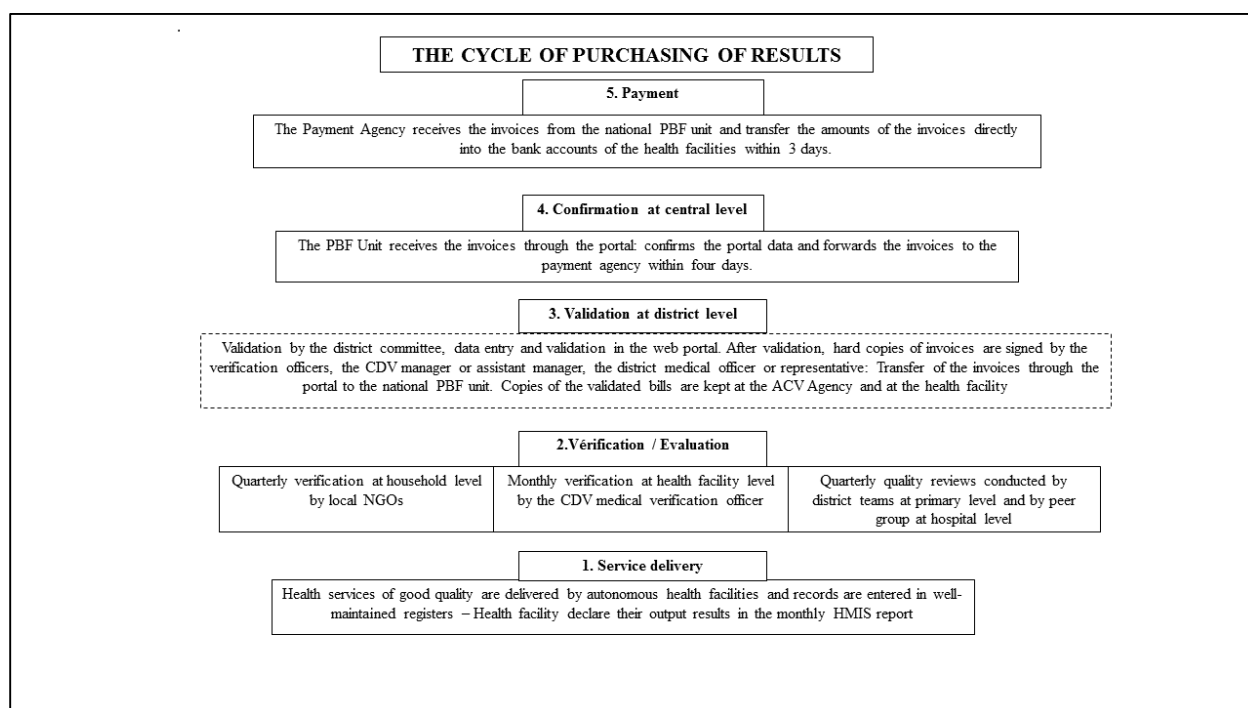 THE CYCLE OF PURCHASING OF RESULTS
5. Payment
The Payment Agency receives the invoices from the national PBF unit and transfer the amounts of the invoices directly
into the bank accounts of the health facilities within 3 days.
4. Confirmation at central level
The PBF Unit receives the invoices through the portal: confirms the portal data and forwards the invoices to the
payment agency within four days.
3. Validation at district level
Validation by the district committee, data entry and validation in the web portal. After validation, hard copies of invoices are signed by the
verification officers, the CDV manager or assistant manager, the district medical officer or representative: Transfer of the invoices through the
portal to the national PBF unit. Copies of the validated bills are kept at the ACV Agency and at the health facility
2.Vérification / Evaluation
Quarterly verification at household level
by local NGOs
Monthly verification at health facility level
by the CDV medical verification officer
Quarterly quality reviews conducted by
district teams at primary level and by peer
group at hospital level
1. Service delivery
Health services of good quality are delivered by autonomous health facilities and records are entered in well-
maintained registers – Health facility declare their output results in the monthly HMIS report